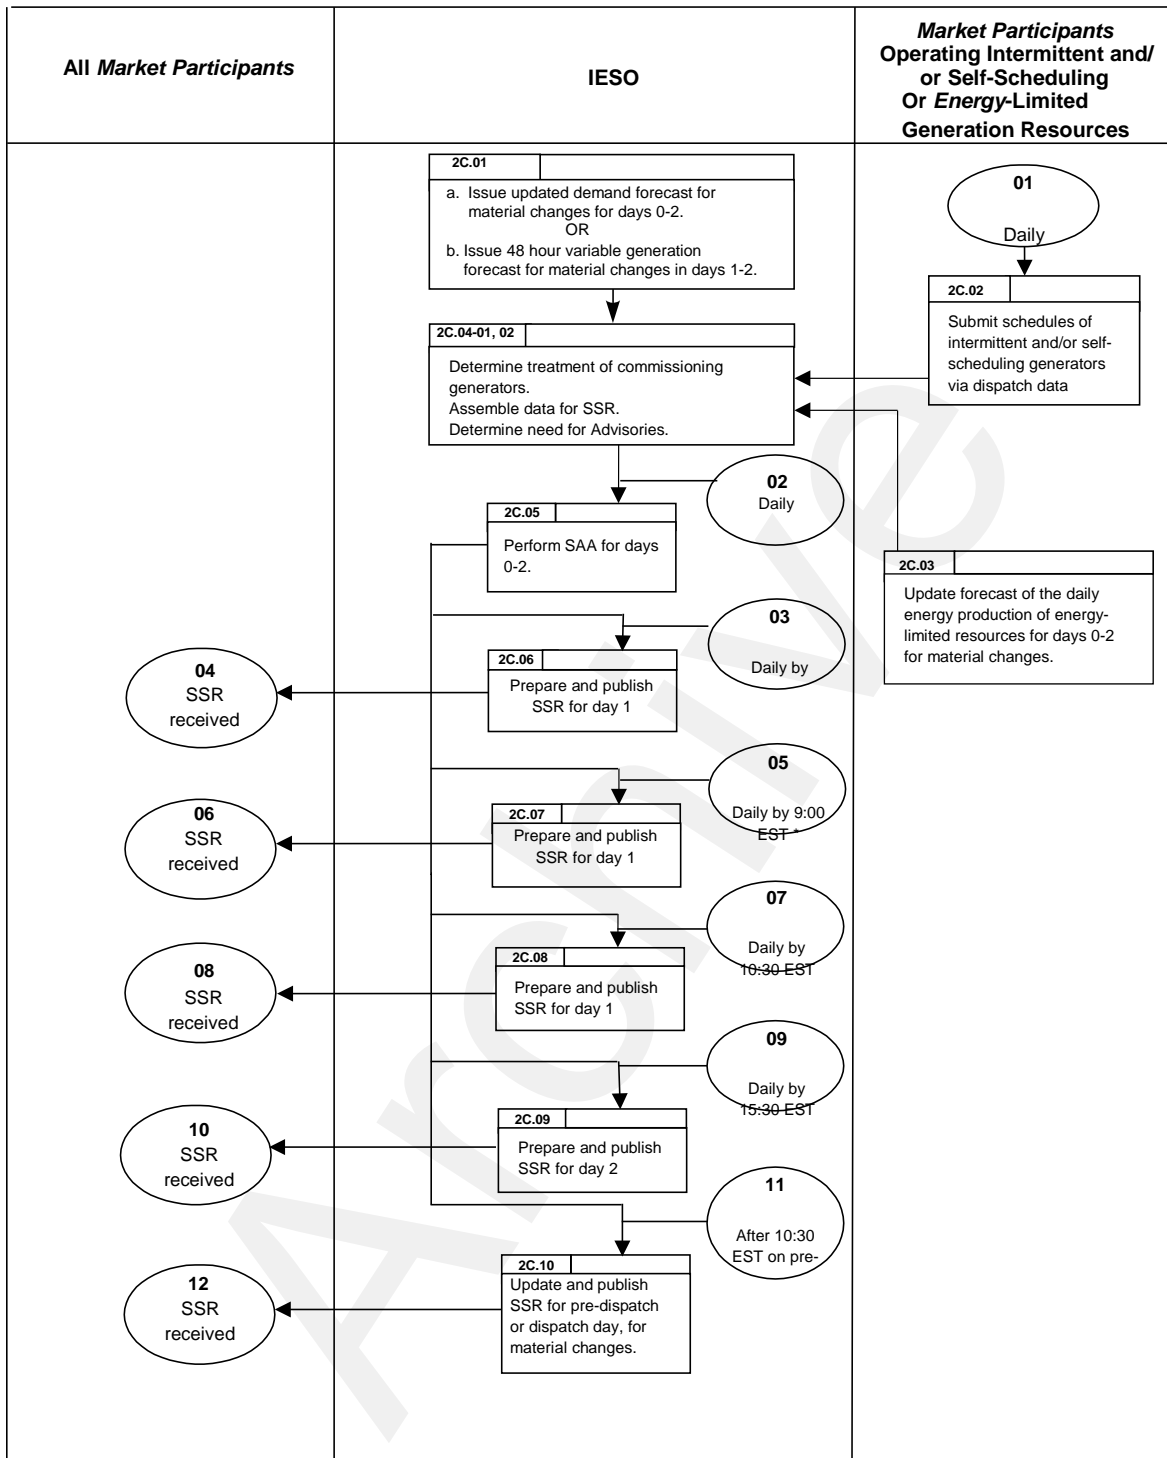 All Market Participants
IESO
Market Participants
Operating Intermittent and/
or Self-Scheduling
Or Energy-Limited
Generation Resources
2C.01
a. Issue updated demand forecast for
material changes for days 0-2.
OR
b. Issue 48 hour variable generation
forecast for material changes in days 1-2.
01
Daily
2C.02
Submit schedules of
intermittent and/or self-
scheduling generators
via dispatch data
2C.04-01, 02
Determine treatment of commissioning
generators.
Assemble data for SSR.
Determine need for Advisories.
02
Daily
2C.05
Perform SAA for days
0-2.
2C.03
Update forecast of the daily
energy production of energy-
limited resources for days 0-2
for material changes.
03
Daily by
2C.06
Prepare and publish
SSR for day 1
04
SSR
received
05
Daily by 9:00
EST *
2C.07
Prepare and publish
SSR for day 1
06
SSR
received
07
Daily by
10:30 EST
2C.08
Prepare and publish
SSR for day 1
08
SSR
received
09
Daily by
15:30 EST
2C.09
Prepare and publish
SSR for day 2
10
SSR
received
11
After 10:30
EST on pre-
2C.10
Update and publish
SSR for pre-dispatch
or dispatch day, for
material changes.
12
SSR
received
Archive